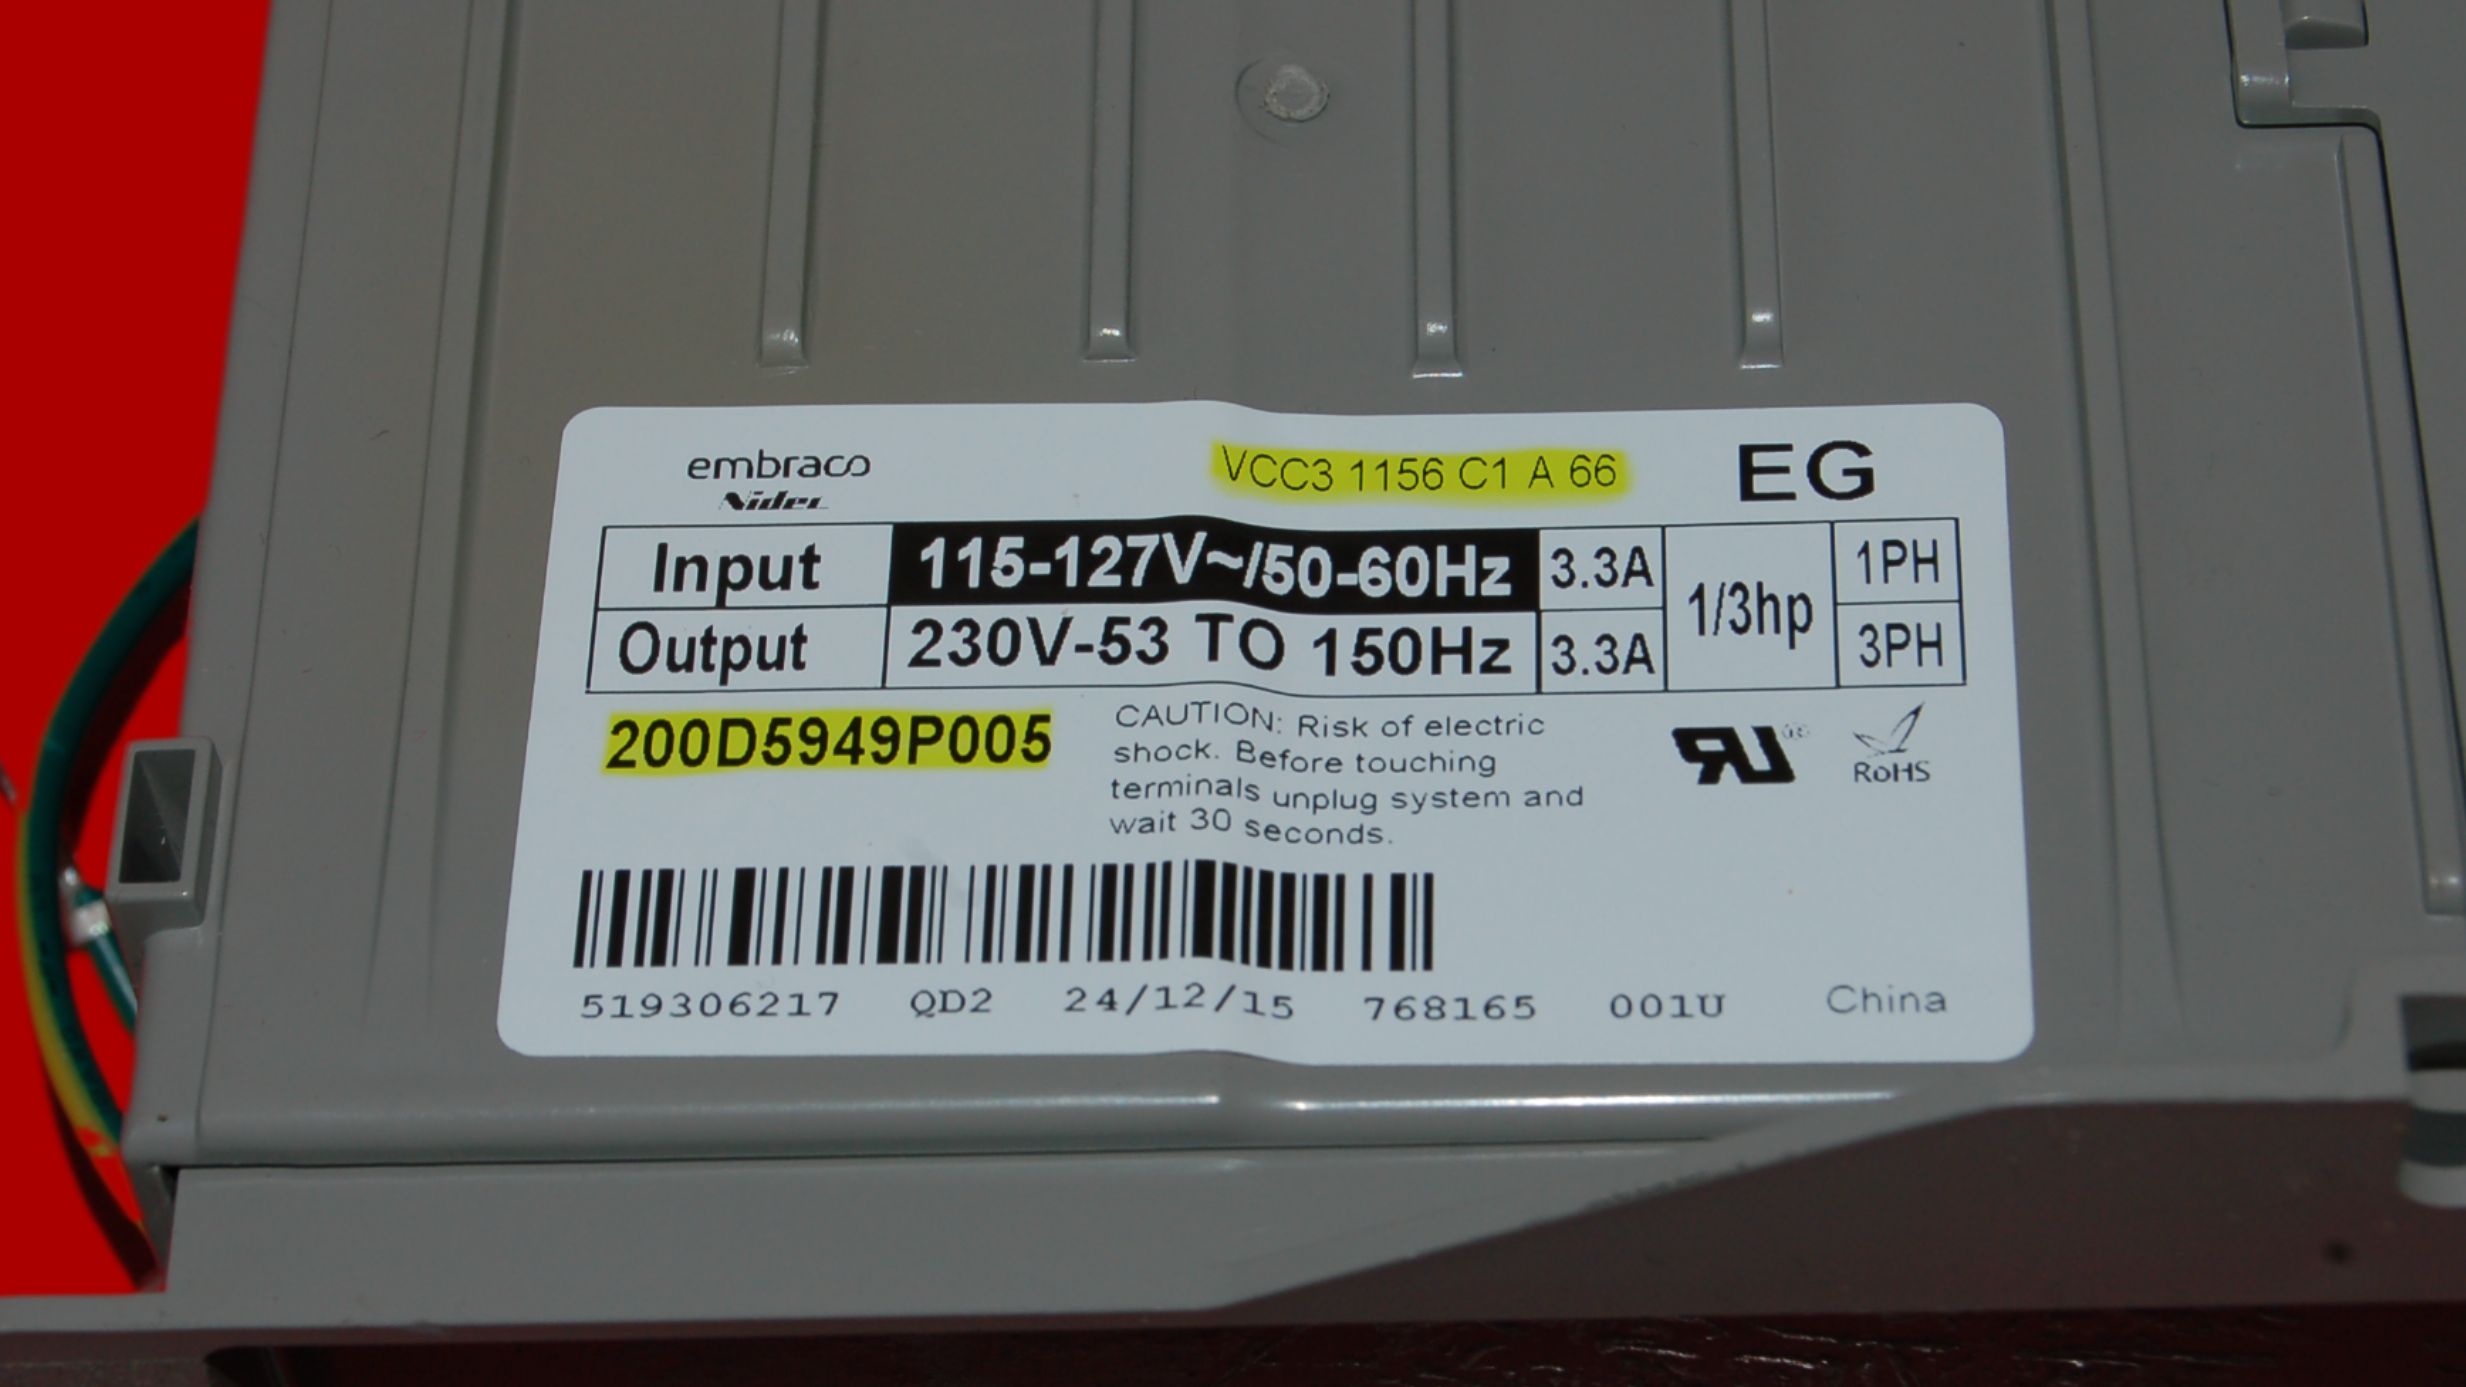 embraco
Nidec
VCC3 1156 C1 A 66
EG
Input 115-127V~/50-60Hz 3.3A 1/3hp 1PH
Output 230V-53 TO 150Hz 3.3A 3PH
200D5949P005
CAUTION: Risk of electric
shock. Before touching
terminals unplug system and
wait 30 seconds.
RU ®
RoHS
519306217 QD2 24/12/15 768165 001U China